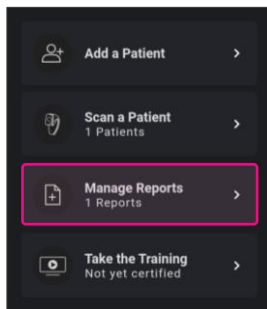 Add a Patient
Scan a Patient
1 Patients
Manage Reports
1 Reports
Take the Training
Not yet certified